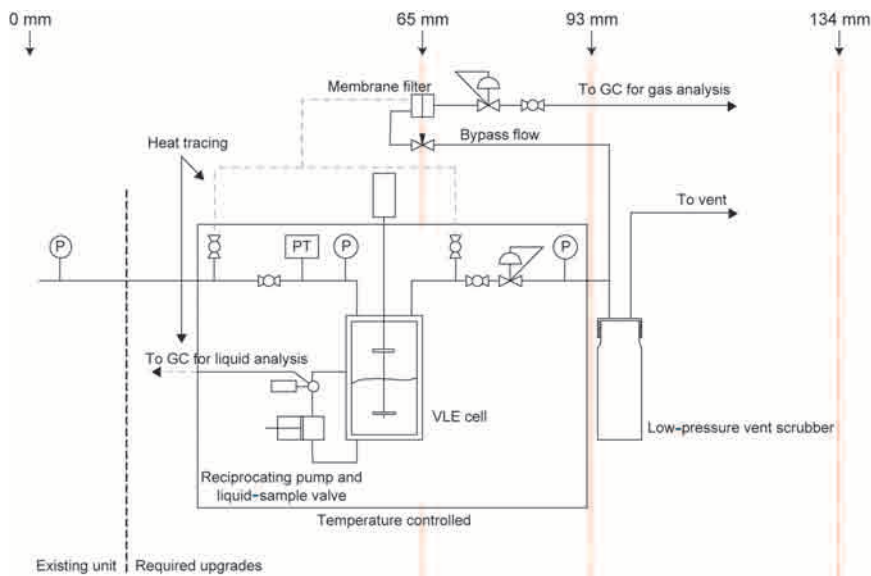 0 mm
65 mm
93 mm
134 mm
Membrane filter
To GC for gas analysis
Heat tracing
Bypass flow
To vent
P
PT
P
P
To GC for liquid analysis
VLE cell
Low-pressure vent scrubber
Reciprocating pump and
liquid-sample valve
Temperature controlled
Existing unit
Required upgrades